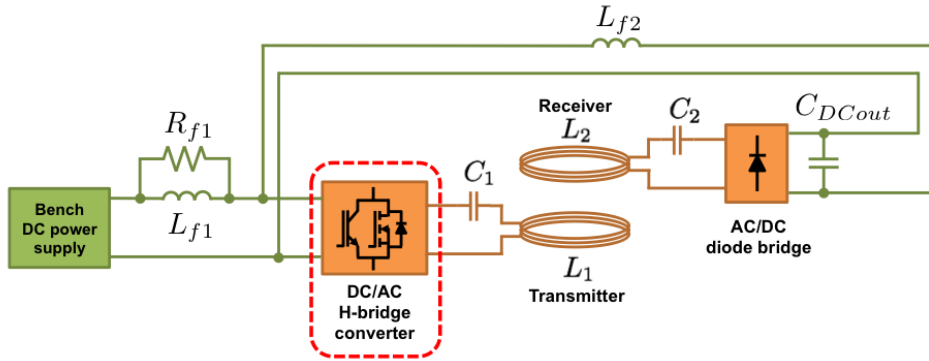 L_{f2}
R_{f1}
Receiver
C_2
C_{DCout}
L_2
C_1
Bench
DC power
supply
L_{f1}
AC/DC
diode bridge
L_1
DC/AC
H-bridge
converter
Transmitter